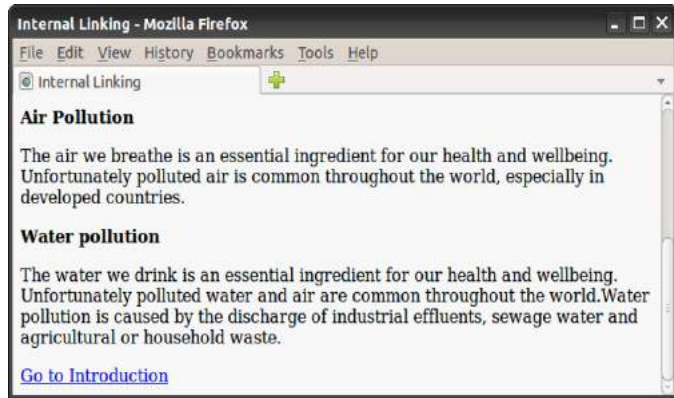 Internal Linking - Mozilla Firefox
File Edit View History Bookmarks Tools Help
Internal Linking
Air Pollution
The air we breathe is an essential ingredient for our health and wellbeing.
Unfortunately polluted air is common throughout the world, especially in
developed countries.
Water pollution
The water we drink is an essential ingredient for our health and wellbeing.
Unfortunately polluted water and air are common throughout the world.Water
pollution is caused by the discharge of industrial effluents, sewage water and
agricultural or household waste.
Go to Introduction